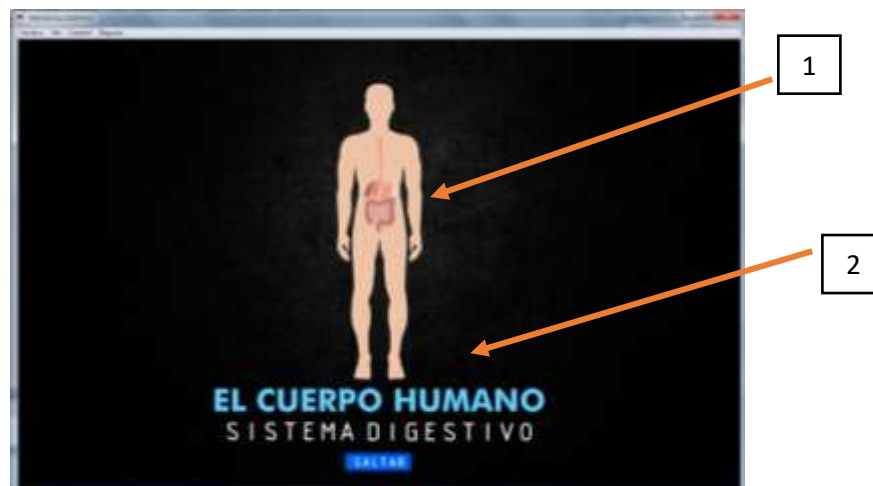 1
2
EL CUERPO HUMANO
SISTEMA DIGESTIVO
SALTAR